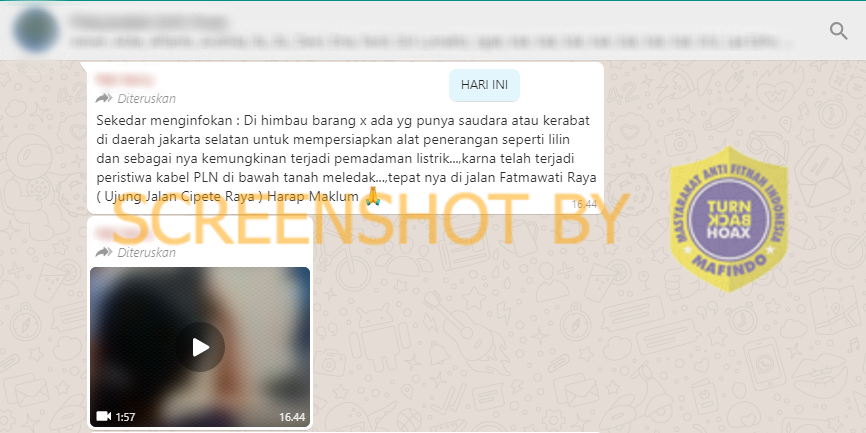 HARI INI
Diteruskan
Sekedar menginfokan : Di himbau barang x ada yg punya saudara atau kerabat
di daerah jakarta selatan untuk mempersiapkan alat penerangan seperti lilin
dan sebagai nya kemungkinan terjadi pemadaman listrik...,karna telah terjadi
peristiwa kabel PLN di bawah tanah meledak...,tepat nya di jalan Fatmawati Raya
( Ujung Jalan Cipete Raya ) Harap Maklum 🙏
16.44
SCREENSHOT BY
MASYARAKAT ANTI FITNAH INDONESIA
TURN
BACK
HOAX
MAFINDO
Diteruskan
1:57
16.44